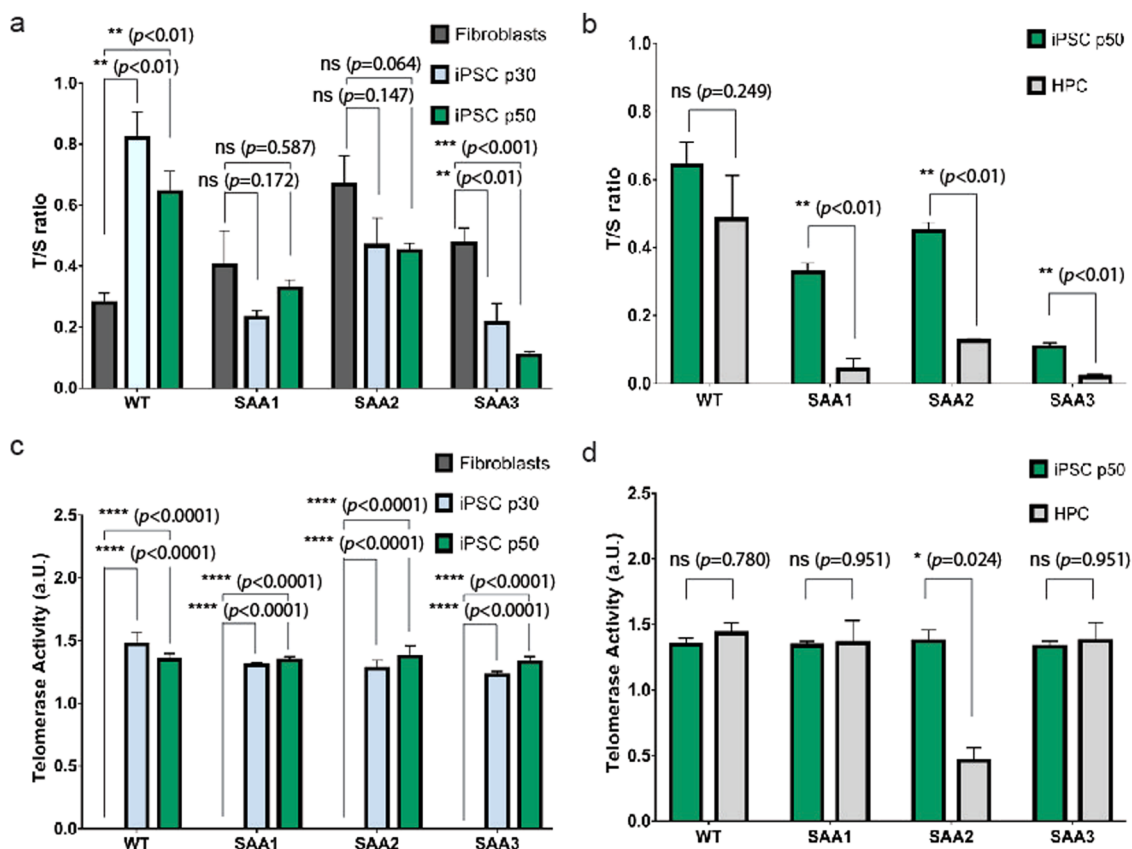 a
Fibroblasts
iPSC p30
iPSC p50
** (p<0.01)
** (p<0.01)
ns (p=0.587)
ns (p=0.172)
ns (p=0.064)
ns (p=0.147)
*** (p<0.001)
** (p<0.01)
T/S ratio
1.0
0.8
0.6
0.4
0.2
0.0
WT SAA1 SAA2 SAA3
b
iPSC p50
HPC
ns (p=0.249)
** (p<0.01)
** (p<0.01)
** (p<0.01)
T/S ratio
1.0
0.8
0.6
0.4
0.2
0.0
WT SAA1 SAA2 SAA3
c
Fibroblasts
iPSC p30
iPSC p50
**** (p<0.0001)
**** (p<0.0001)
**** (p<0.0001)
**** (p<0.0001)
**** (p<0.0001)
**** (p<0.0001)
**** (p<0.0001)
**** (p<0.0001)
Telomerase Activity (a.U.)
2.5
2.0
1.5
1.0
0.5
0.0
WT SAA1 SAA2 SAA3
d
iPSC p50
HPC
ns (p=0.780)
ns (p=0.951)
* (p=0.024)
ns (p=0.951)
Telomerase Activity (a.U.)
2.5
2.0
1.5
1.0
0.5
0.0
WT SAA1 SAA2 SAA3